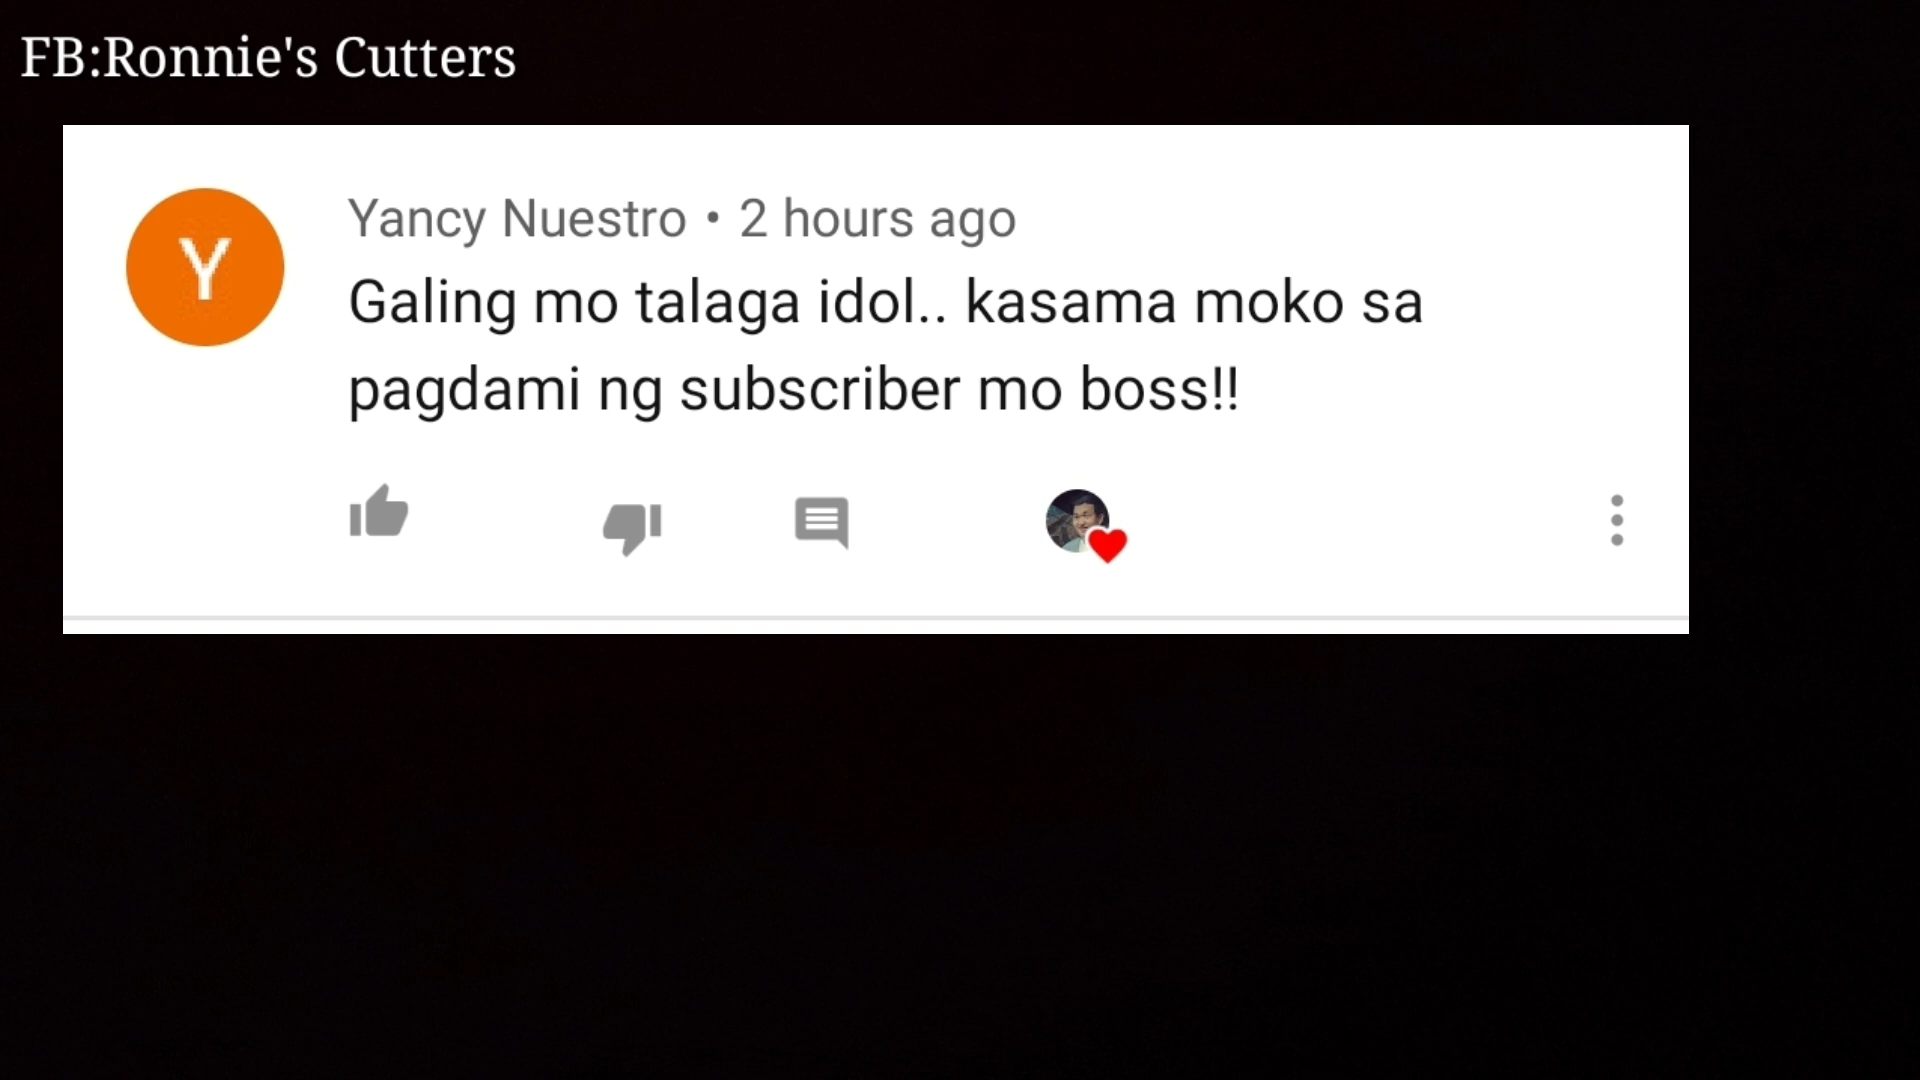 FB:Ronnie's Cutters
Y
Yancy Nuestro • 2 hours ago
Galing mo talaga idol.. kasama moko sa
pagdami ng subscriber mo boss!!